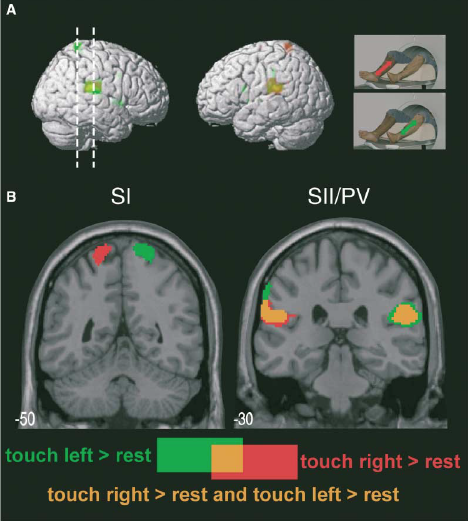 A
B
SI SII/PV
-50 -30
touch left > rest
touch right > rest
touch right > rest and touch left > rest